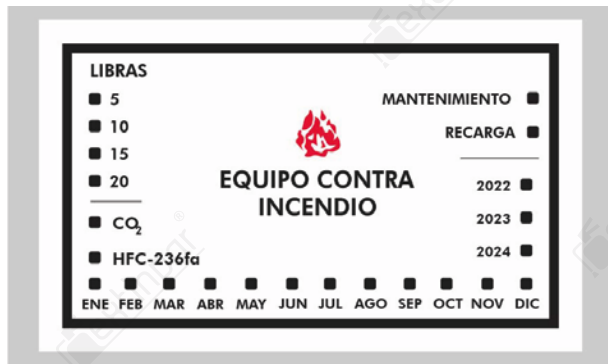 LIBRAS
5
10
15
20
CO2
HFC-236fa
EQUIPO CONTRA
INCENDIO
MANTENIMIENTO
RECARGA
2022
2023
2024
ENE FEB MAR ABR MAY JUN JUL AGO SEP OCT NOV DIC